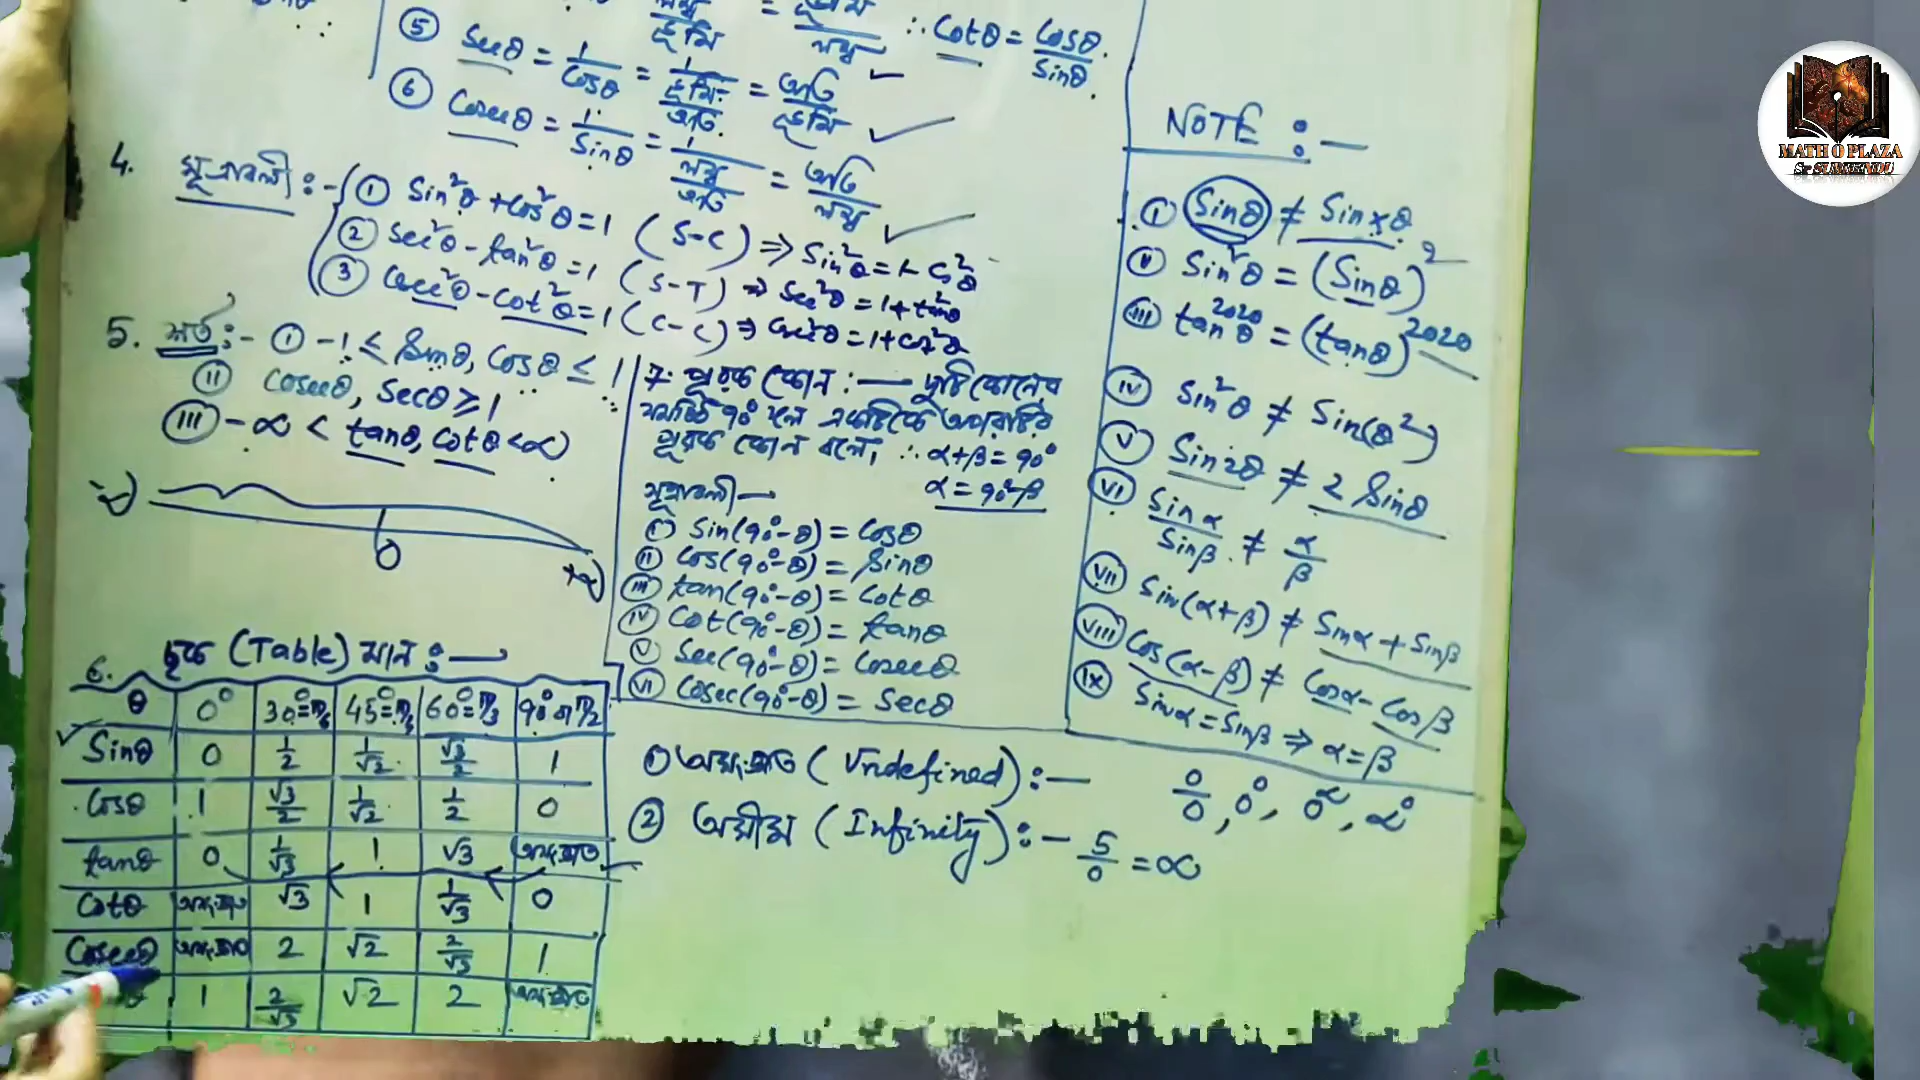 ⑤ Secθ = 1/Cosθ = 1/(ভূমি/অতি) = অতি/ভূমি
∴ Cotθ = Cosθ/Sinθ.
⑥ Cosecθ = 1/Sinθ = 1/(লম্ব/অতি) = অতি/লম্ব
4. সূত্রাবলী :-
① Sin²θ + Cos²θ = 1 (S-C) ⇒ Sin²θ = 1 - Cos²θ
② Sec²θ - tan²θ = 1 (S-T) ⇒ Sec²θ = 1 + tan²θ
③ Cosec²θ - Cot²θ = 1 (C-C) ⇒ Cosec²θ = 1 + Cot²θ
5. শর্ত :- ① -1 ≤ Sinθ, Cosθ ≤ 1
② Cosecθ, Secθ ≥ 1
III -∞ < tanθ, Cotθ < ∞
-∞ 0 +∞
6. ছকে (Table) মান :—
θ 0° 30°=π/6 45°= 60°=π/3 90° বা π/2
Sinθ 0 1/2 1/√2 √3/2 1
Cosθ 1 √3/2 1/√2 1/2 0
tanθ 0 1/√3 1 √3 অসংজ্ঞাত
Cotθ অসংজ্ঞাত √3 1 1/√3 0
Cosecθ অসংজ্ঞাত 2 √2 2/√3 1
θ 1 2/√3 √2 2 অসংজ্ঞাত
7. পূরক কোন :— দুটি কোনের
সমষ্টি 90° হলে একটিকে অপরটির
পূরক কোন বলে, ∴ α+β = 90°
α = 90°-β
সূত্রাবলী —
① Sin(90°-θ) = Cosθ
II Cos(90°-θ) = Sinθ
III tan(90°-θ) = Cotθ
IV Cot(90°-θ) = tanθ
V Sec(90°-θ) = Cosecθ
VI Cosec(90°-θ) = Secθ
① অসংজ্ঞাত (Undefined) :— 0/0, 0⁰, 0^∝, ∝⁰
② অসীম (Infinity) :- 5/0 = ∞
NOTE :—
I Sinθ ≠ Sin×θ
II Sin²θ = (Sinθ)²
III tan²⁰²⁰θ = (tanθ)²⁰²⁰
IV Sin²θ ≠ Sin(θ²)
V Sin2θ ≠ 2 Sinθ
VI Sinα/Sinβ ≠ α/β
VII Sin(α+β) ≠ Sinα + Sinβ
VIII Cos(α-β) ≠ Cosα - Cosβ
IX Sinα = Sinβ ⇒ α = β
MATH O PLAZA